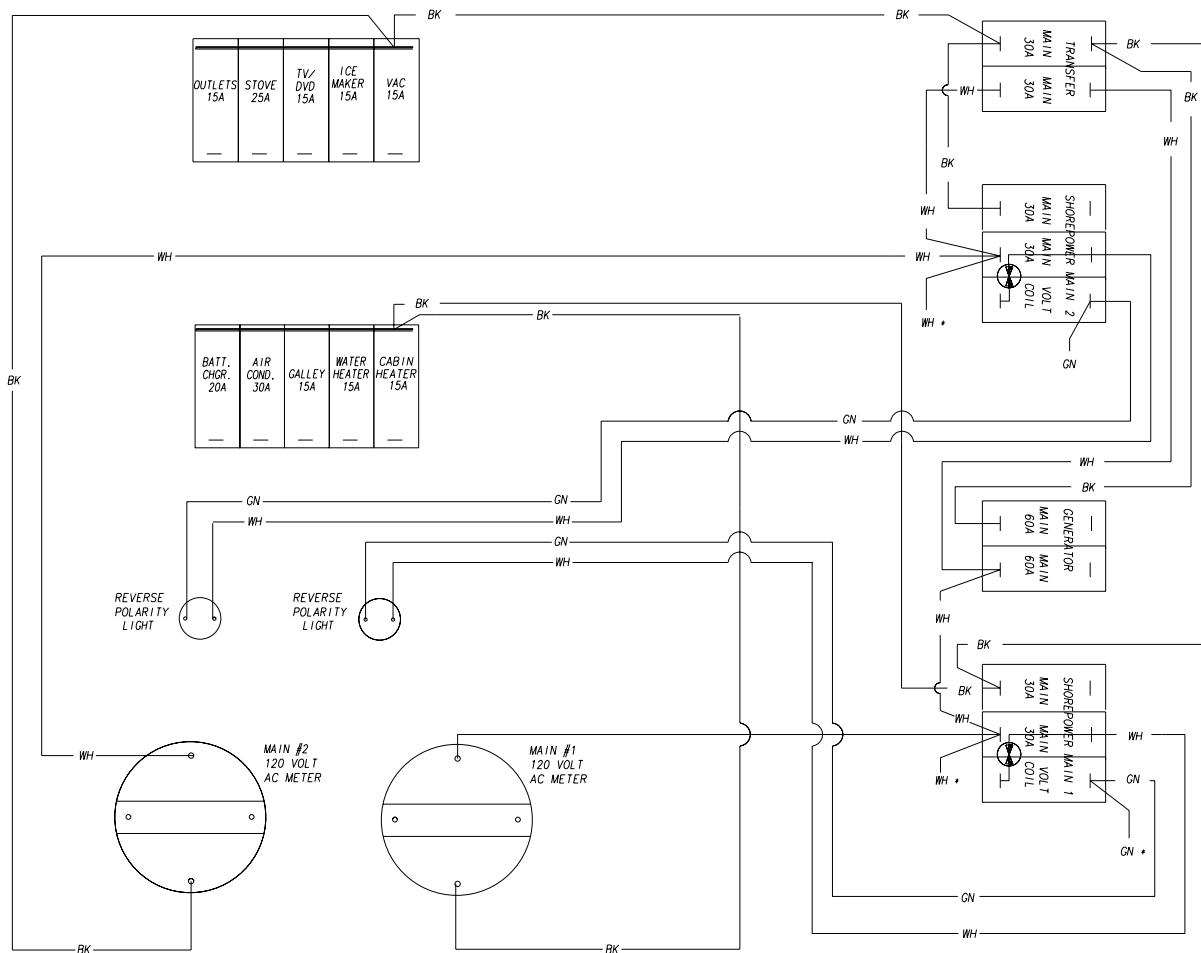 BK
BK
OUTLETS
15A
STOVE
25A
TV/
DVD
15A
ICE
MAKER
15A
VAC
15A
MAIN
30A
MAIN
30A
TRANSFER
BK
BK
WH
WH
BK
WH
MAIN
30A
MAIN
30A
VOLT
COIL
SHOREPOWER MAIN 2
WH
WH
WH *
GN
BK
BK
BATT.
CHGR.
20A
AIR
COND.
30A
GALLEY
15A
WATER
HEATER
15A
CABIN
HEATER
15A
BK
GN
WH
WH
BK
GN
GN
WH
WH
GN
WH
MAIN
60A
MAIN
60A
GENERATOR
REVERSE
POLARITY
LIGHT
REVERSE
POLARITY
LIGHT
WH
BK
BK
WH
MAIN
30A
MAIN
30A
VOLT
COIL
SHOREPOWER MAIN 1
WH
GN
WH *
GN *
WH
MAIN #2
120 VOLT
AC METER
MAIN #1
120 VOLT
AC METER
GN
WH
BK
BK